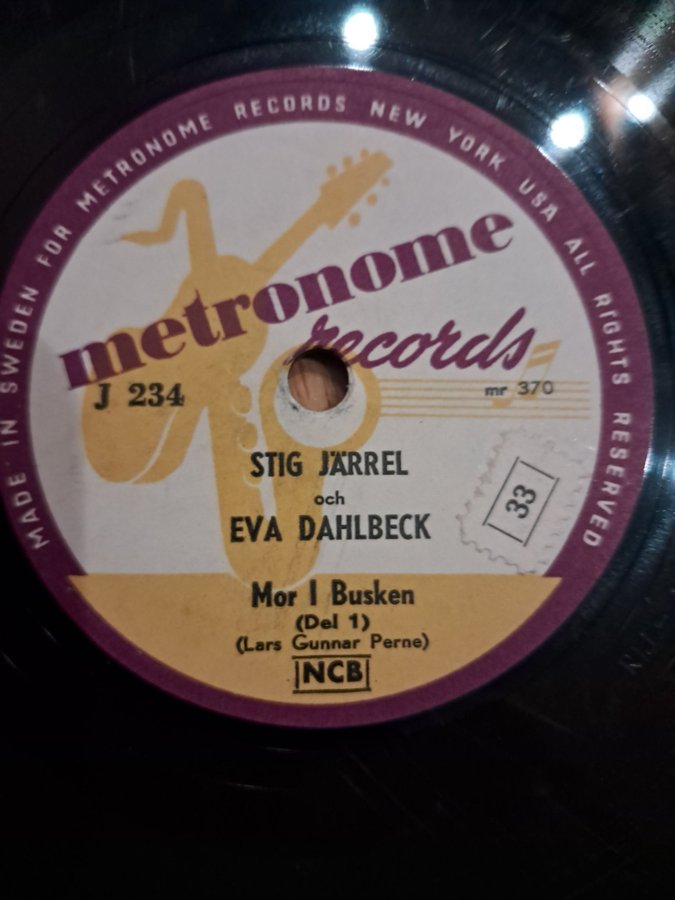 MADE IN SWEDEN FOR METRONOME RECORDS NEW YORK USA ALL RIGHTS RESERVED
metronome
records
J 234
mr 370
STIG JÄRREL
och
EVA DAHLBECK
33
Mor I Busken
(Del 1)
(Lars Gunnar Perne)
NCB